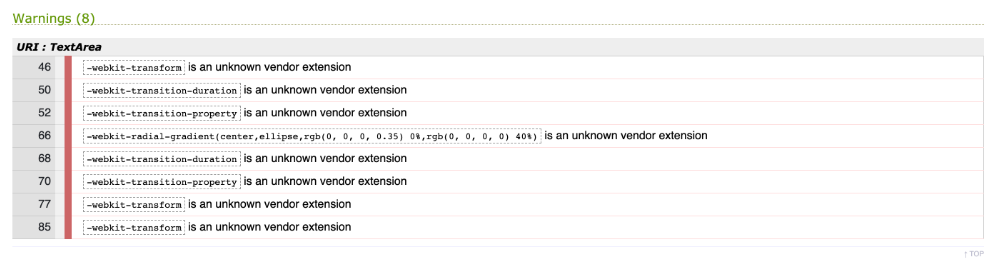 Warnings (8)
URI : TextArea
46 -webkit-transform is an unknown vendor extension
50 -webkit-transition-duration is an unknown vendor extension
52 -webkit-transition-property is an unknown vendor extension
66 -webkit-radial-gradient(center,ellipse,rgb(0, 0, 0, 0.35) 0%,rgb(0, 0, 0, 0) 40%) is an unknown vendor extension
68 -webkit-transition-duration is an unknown vendor extension
70 -webkit-transition-property is an unknown vendor extension
77 -webkit-transform is an unknown vendor extension
85 -webkit-transform is an unknown vendor extension
↑ TOP